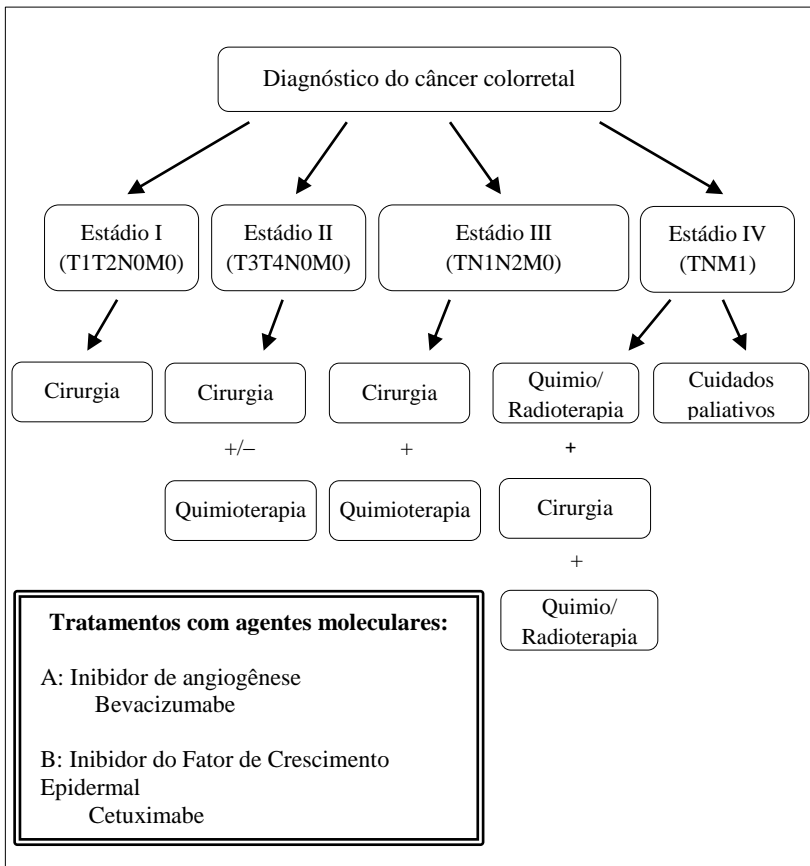 Diagnóstico do câncer colorretal
Estádio I
(T1T2N0M0)
Estádio II
(T3T4N0M0)
Estádio III
(TN1N2M0)
Estádio IV
(TNM1)
Cirurgia
Cirurgia
+/–
Quimioterapia
Cirurgia
+
Quimioterapia
Quimio/
Radioterapia
+
Cirurgia
+
Quimio/
Radioterapia
Cuidados
paliativos
Tratamentos com agentes moleculares:
A: Inibidor de angiogênese
Bevacizumabe
B: Inibidor do Fator de Crescimento
Epidermal
Cetuximabe